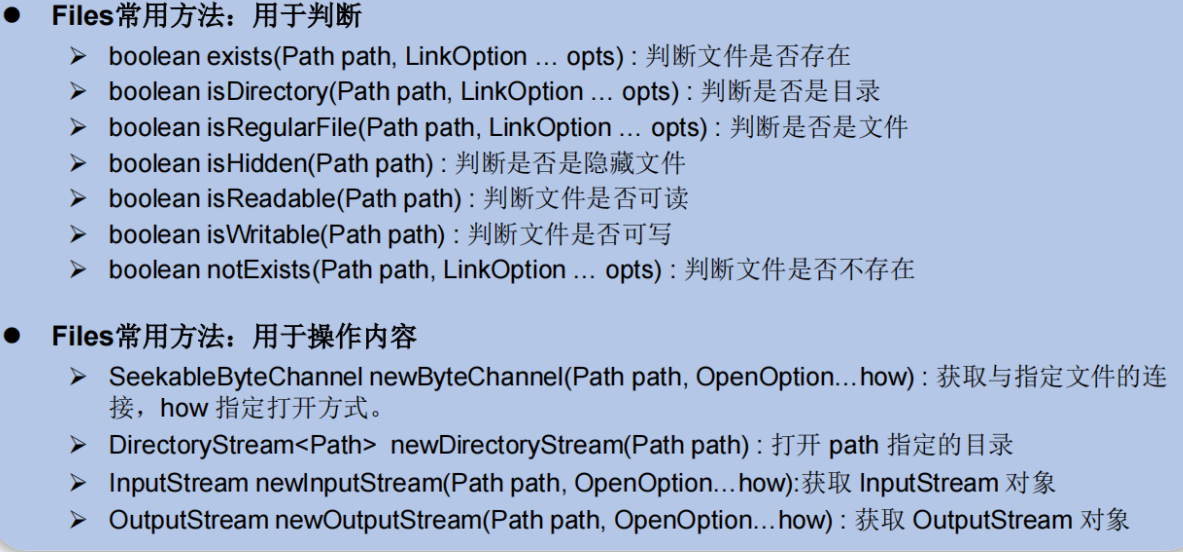 ● Files常用方法：用于判断
➢ boolean exists(Path path, LinkOption … opts) : 判断文件是否存在
➢ boolean isDirectory(Path path, LinkOption … opts) : 判断是否是目录
➢ boolean isRegularFile(Path path, LinkOption … opts) : 判断是否是文件
➢ boolean isHidden(Path path) : 判断是否是隐藏文件
➢ boolean isReadable(Path path) : 判断文件是否可读
➢ boolean isWritable(Path path) : 判断文件是否可写
➢ boolean notExists(Path path, LinkOption … opts) : 判断文件是否不存在
● Files常用方法：用于操作内容
➢ SeekableByteChannel newByteChannel(Path path, OpenOption…how) : 获取与指定文件的连
接，how 指定打开方式。
➢ DirectoryStream<Path> newDirectoryStream(Path path) : 打开 path 指定的目录
➢ InputStream newInputStream(Path path, OpenOption…how):获取 InputStream 对象
➢ OutputStream newOutputStream(Path path, OpenOption…how) : 获取 OutputStream 对象